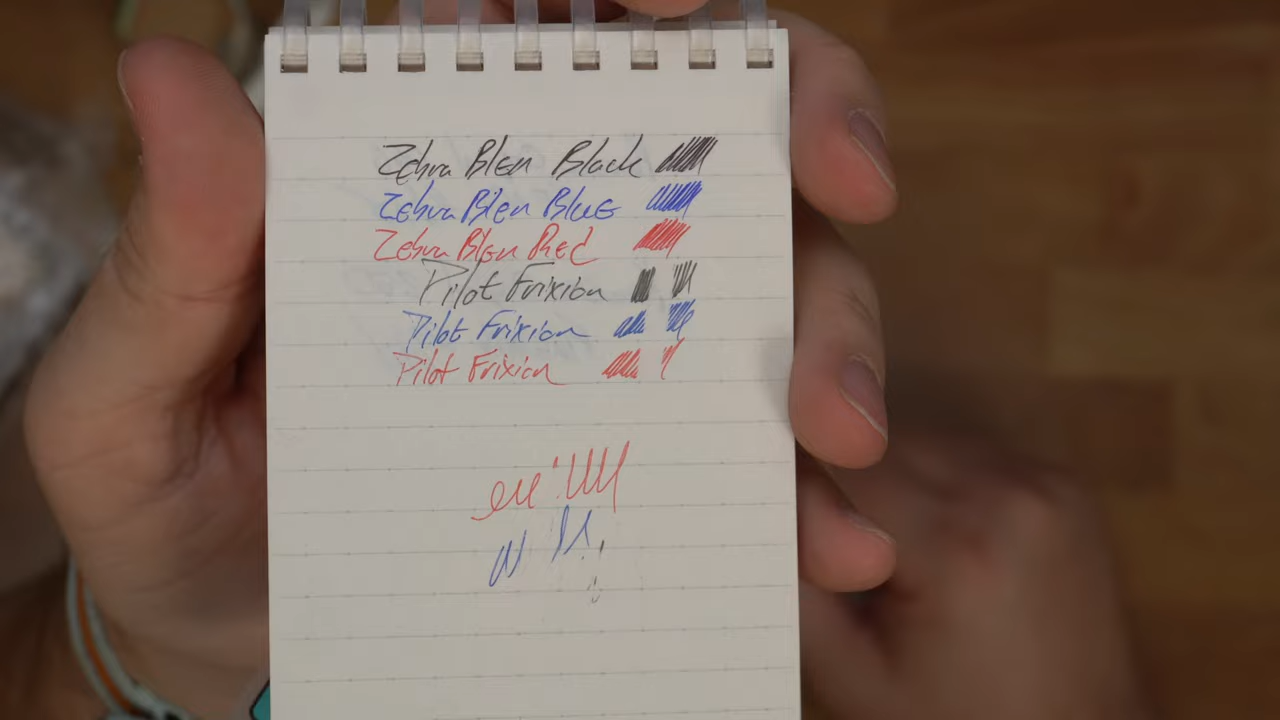 Zebra Blen Black
Zebra Blen Blue
Zebra Blen Red
Pilot Frixion
Pilot Frixion
Pilot Frixion